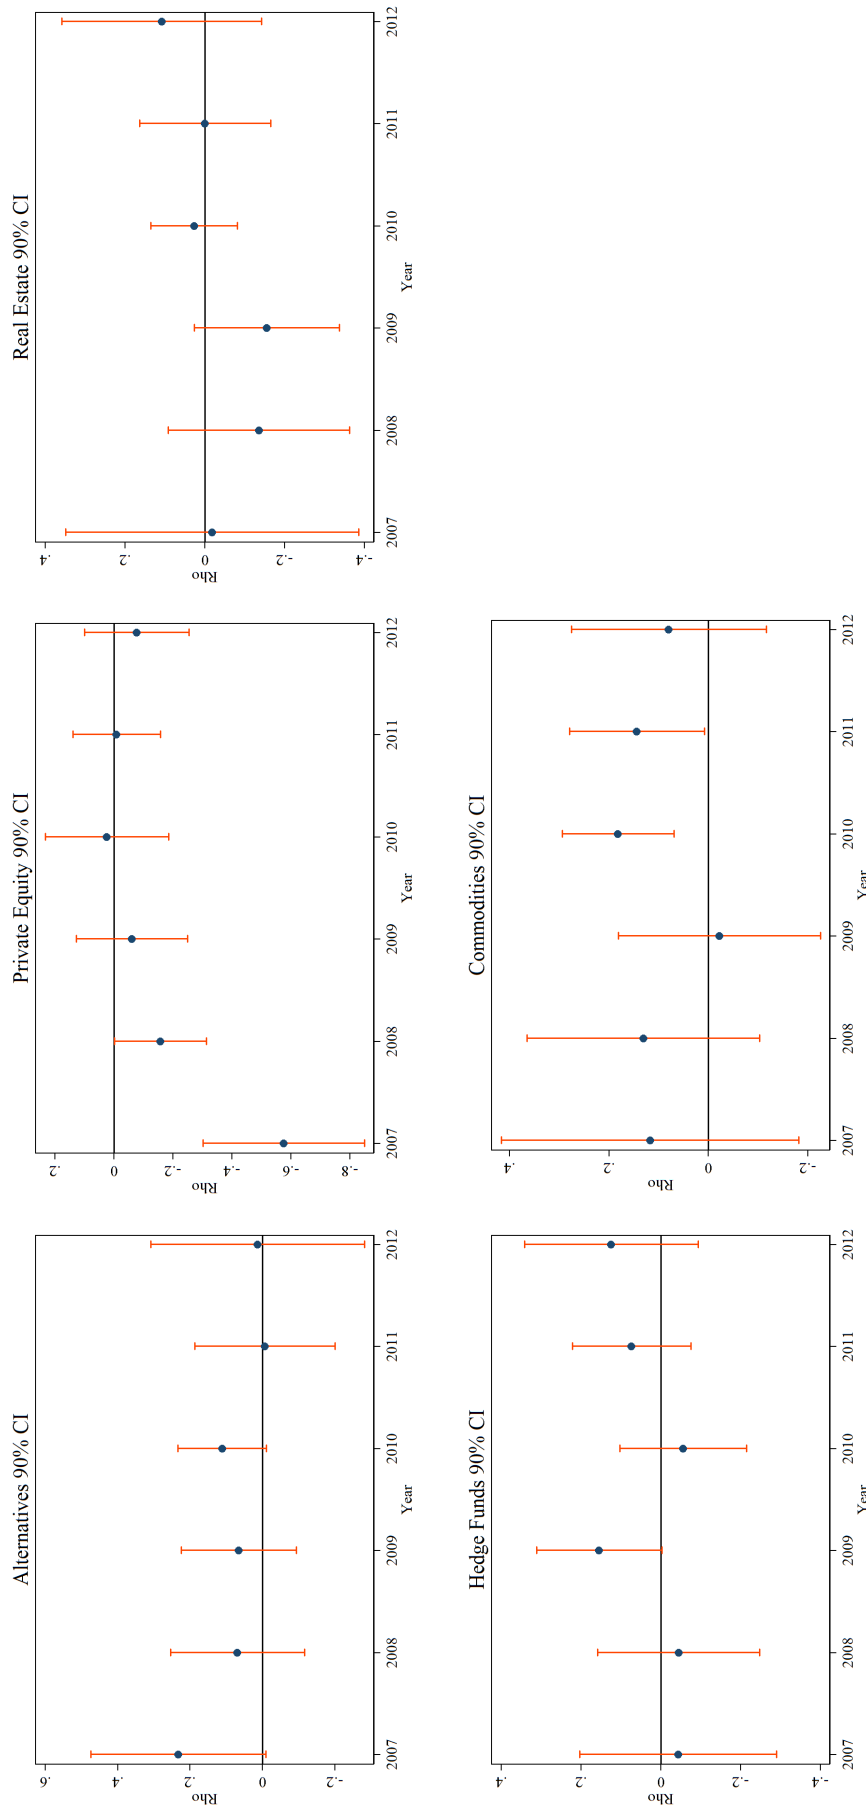 Alternatives 90% CI
Rho
.6
.4
.2
0
-.2
2007 2008 2009 2010 2011 2012
Year
Private Equity 90% CI
Rho
.2
0
-.2
-.4
-.6
-.8
2007 2008 2009 2010 2011 2012
Year
Real Estate 90% CI
Rho
.4
.2
0
-.2
-.4
2007 2008 2009 2010 2011 2012
Year
Hedge Funds 90% CI
Rho
.4
.2
0
-.2
-.4
2007 2008 2009 2010 2011 2012
Year
Commodities 90% CI
Rho
.4
.2
0
-.2
2007 2008 2009 2010 2011 2012
Year